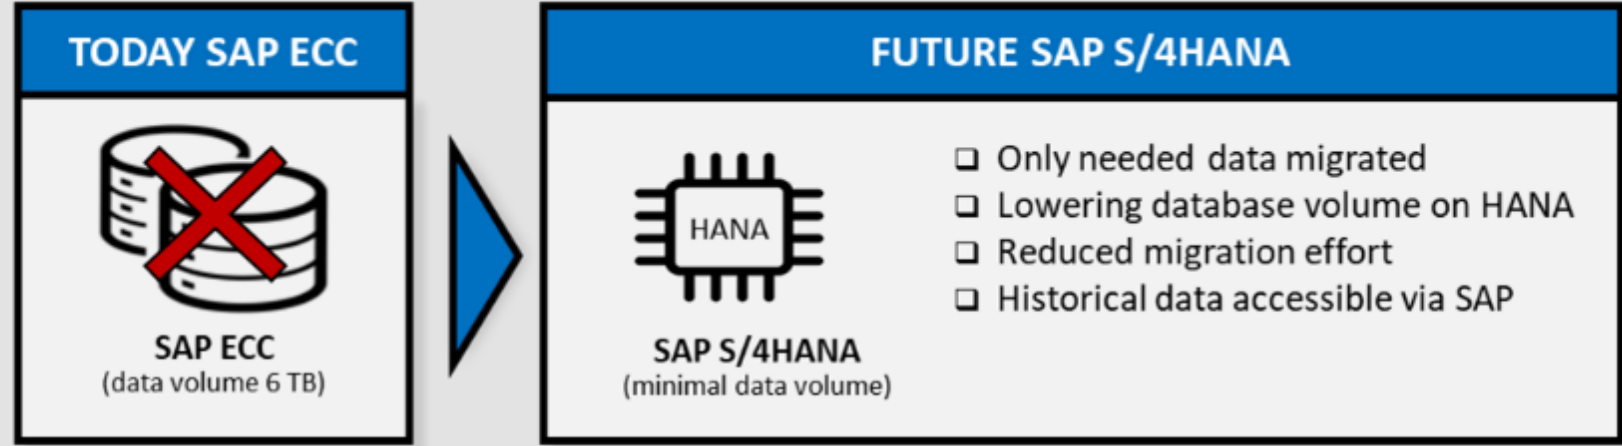 TODAY SAP ECC
SAP ECC
(data volume 6 TB)
FUTURE SAP S/4HANA
HANA
SAP S/4HANA
(minimal data volume)
❑ Only needed data migrated
❑ Lowering database volume on HANA
❑ Reduced migration effort
❑ Historical data accessible via SAP